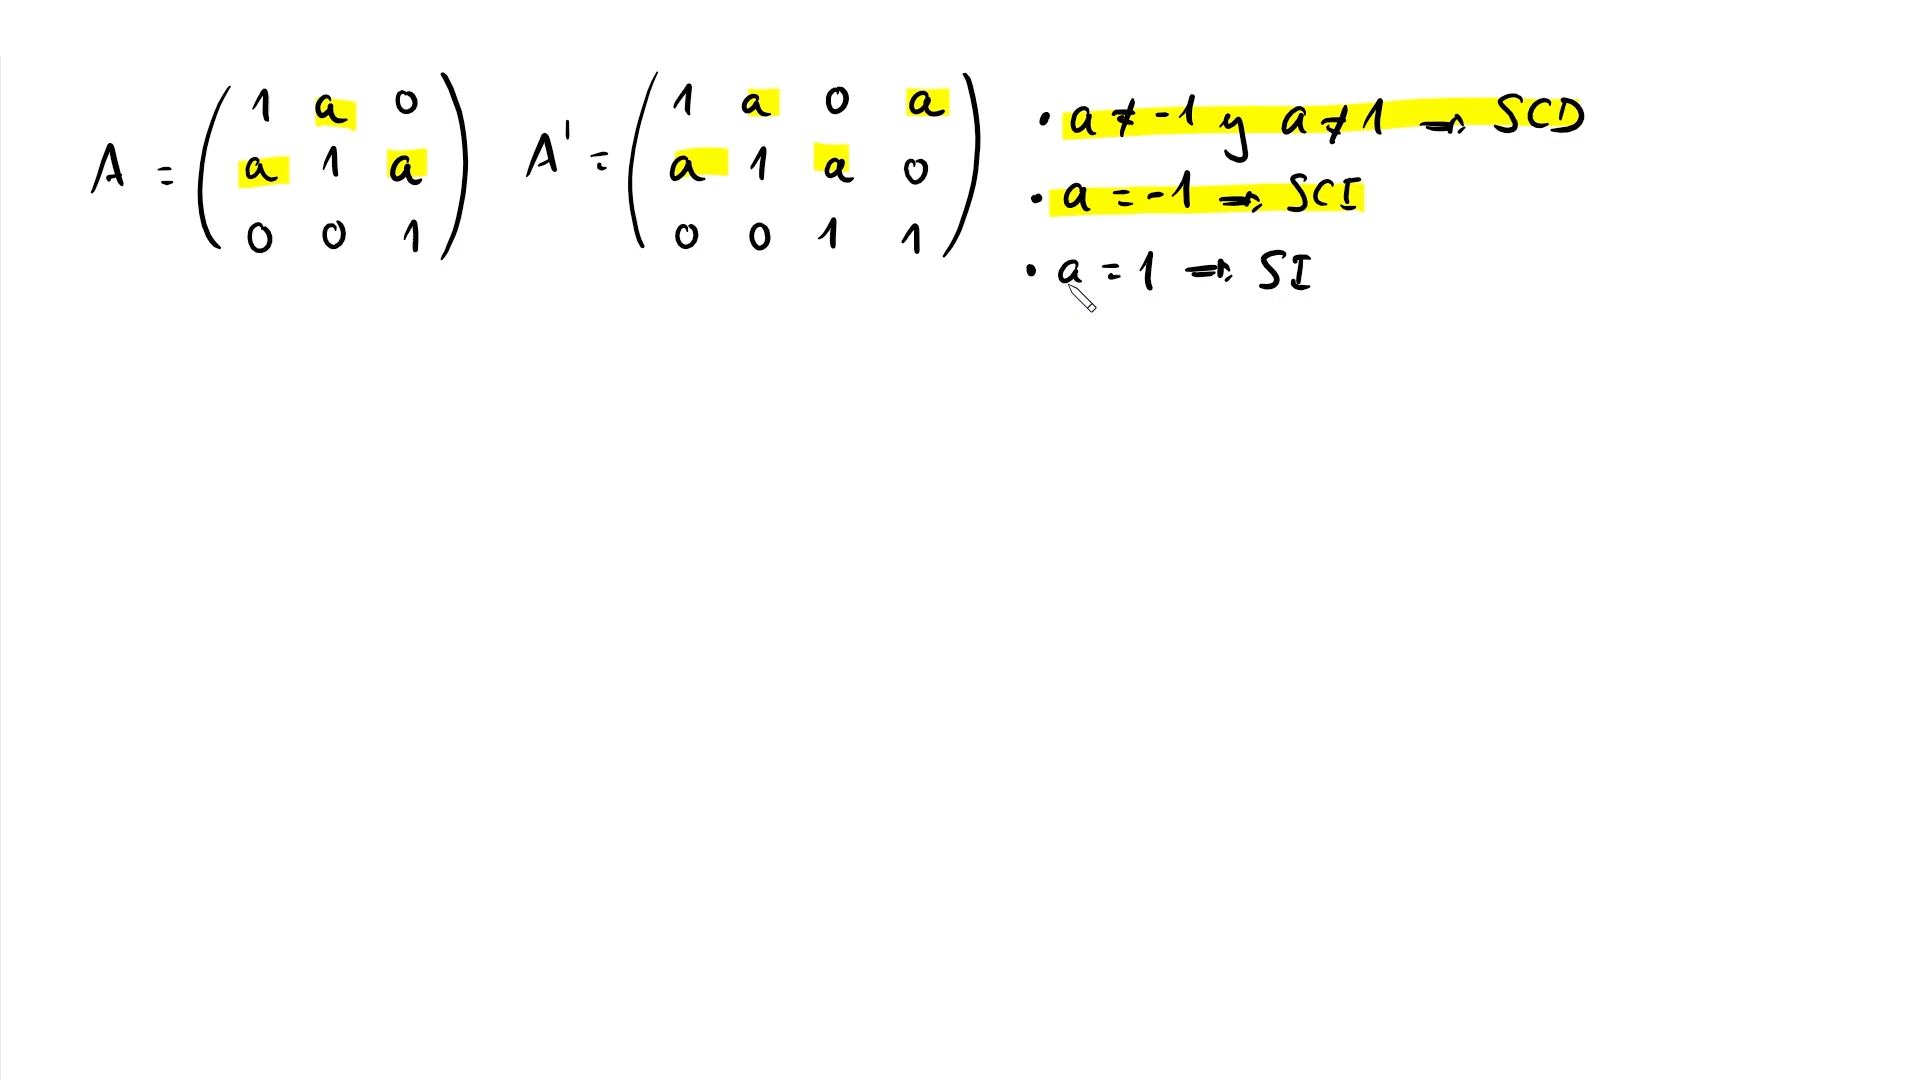 A = ( 1 a 0 ; a 1 a ; 0 0 1 )
A' = ( 1 a 0 a ; a 1 a 0 ; 0 0 1 1 )
• a ≠ -1 y a ≠ 1 ⇒ SCD
• a = -1 ⇒ SCI
• a = 1 ⇒ SI